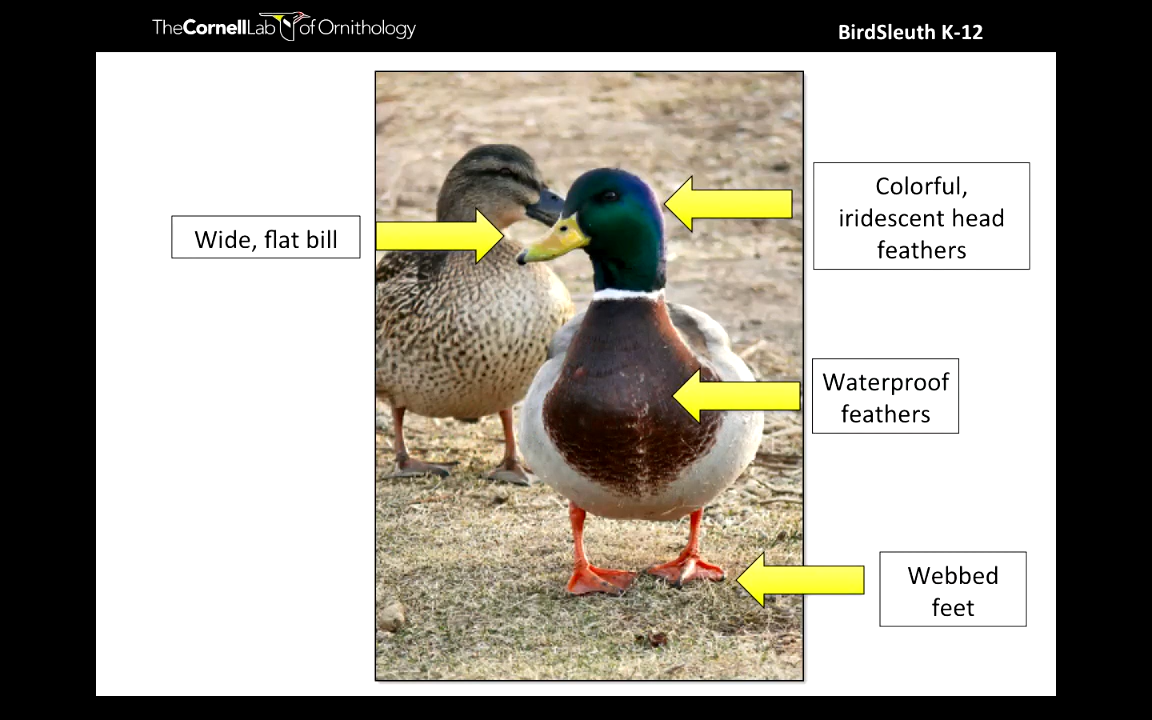 TheCornellLab of Ornithology
BirdSleuth K-12
Wide, flat bill
Colorful,
iridescent head
feathers
Waterproof
feathers
Webbed
feet